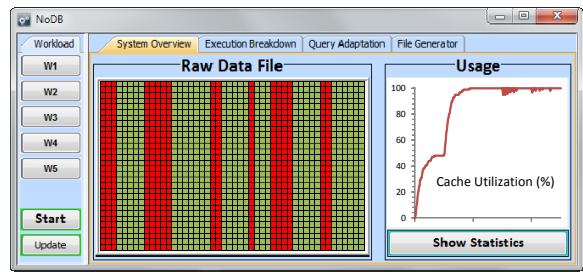 NoDB
Workload
System Overview
Execution Breakdown
Query Adaptation
File Generator
W1
W2
W3
W4
W5
Start
Update
Raw Data File
Usage
100
80
60
40
20
0
Cache Utilization (%)
Show Statistics